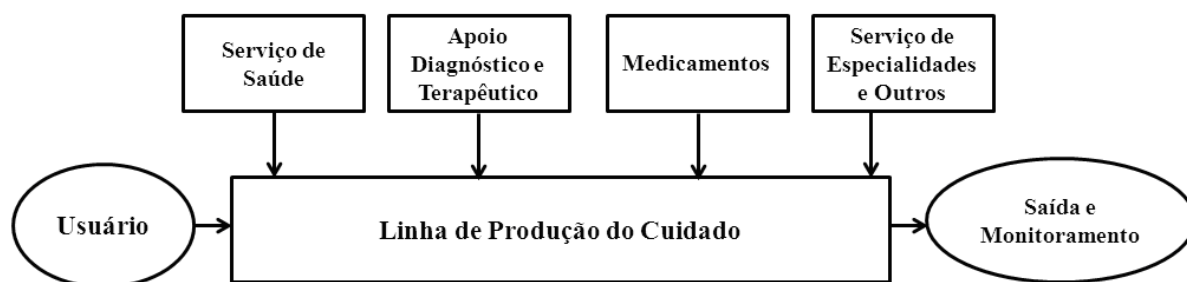 Serviço de
Saúde
Apoio
Diagnóstico e
Terapêutico
Medicamentos
Serviço de
Especialidades
e Outros
Usuário
Linha de Produção do Cuidado
Saída e
Monitoramento